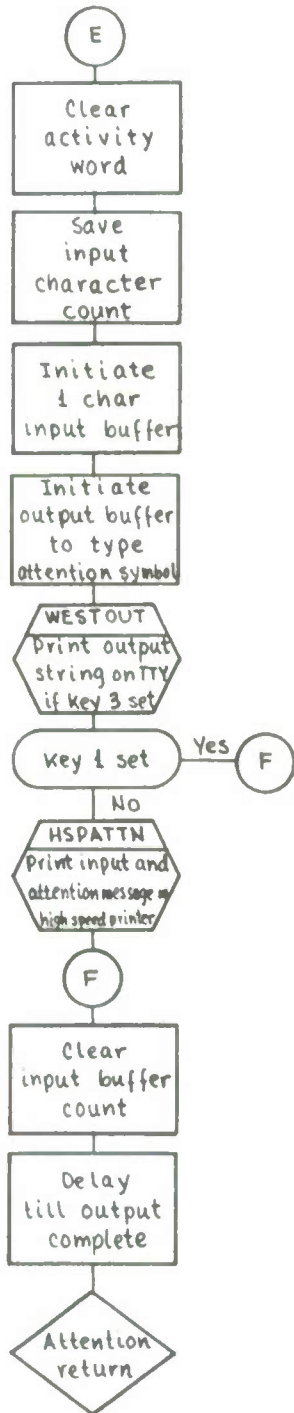 E
Clear
activity
word
Save
input
character
count
Initiate
1 char
input buffer
Initiate
output buffer
to type
attention symbol
WESTOUT
Print output
string on TTY
if key 3 set
key 1 set
Yes
F
No
HSPATTN
Print input and
attention message on
high speed printer
F
Clear
input buffer
count
Delay
till output
complete
Attention
return